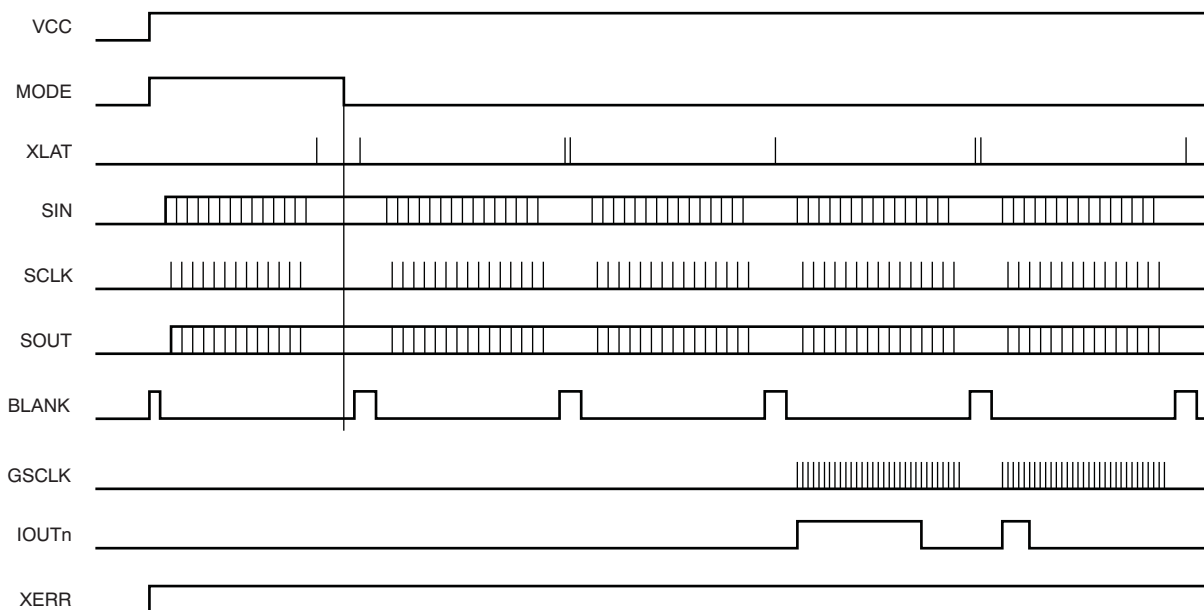 VCC
MODE
XLAT
SIN
SCLK
SOUT
BLANK
GSCLK
IOUTn
XERR